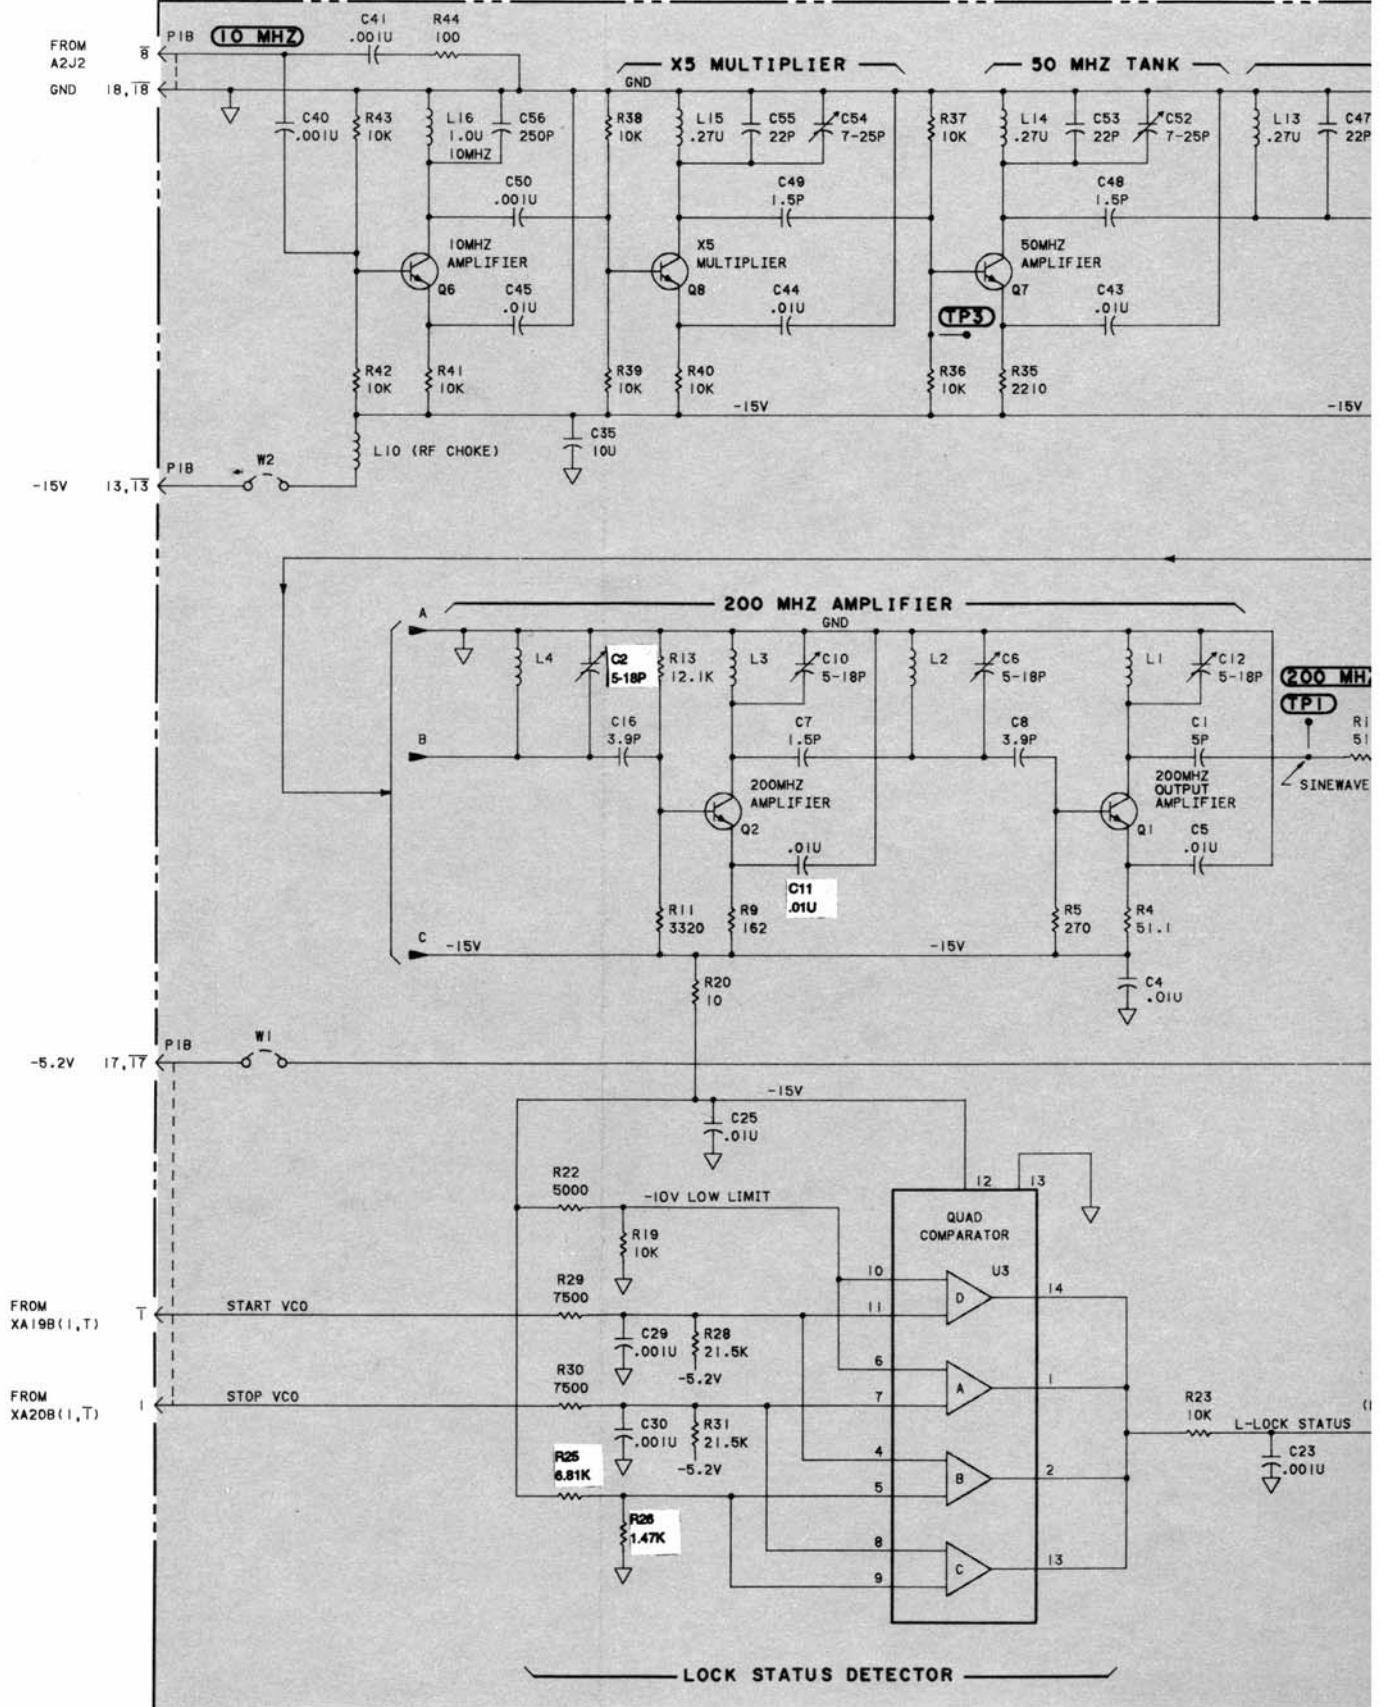 FROM
A2J2
8
P1B
10 MHZ
C41
.001U
R44
100
GND 18,18
X5 MULTIPLIER
GND
50 MHZ TANK
C40
.001U
R43
10K
L16
1.0U
10MHZ
C56
250P
R38
10K
L15
.27U
C55
22P
C54
7-25P
R37
10K
L14
.27U
C53
22P
C52
7-25P
L13
.27U
C47
22P
C50
.001U
C49
1.5P
C48
1.5P
10MHZ
AMPLIFIER
Q6
X5
MULTIPLIER
Q8
50MHZ
AMPLIFIER
Q7
C45
.01U
C44
.01U
C43
.01U
TP3
R42
10K
R41
10K
R39
10K
R40
10K
R36
10K
R35
2210
-15V
-15V
C35
10U
L10 (RF CHOKE)
-15V 13,13
P1B
W2
200 MHZ AMPLIFIER
A
GND
L4
C2
5-18P
R13
12.1K
L3
C10
5-18P
L2
C6
5-18P
L1
C12
5-18P
200 MHZ
TP1
B
C16
3.9P
C7
1.5P
C8
3.9P
C1
5P
R1
51
200MHZ
AMPLIFIER
Q2
200MHZ
OUTPUT
AMPLIFIER
Q1
SINEWAVE
.01U
C11
.01U
C5
.01U
R11
3320
R9
162
R5
270
R4
51.1
C
-15V
-15V
R20
10
C4
.01U
-5.2V 17,17
P1B
W1
-15V
C25
.01U
R22
5000
-10V LOW LIMIT
12
13
R19
10K
QUAD
COMPARATOR
U3
10
D
14
FROM
XA19B(1,T)
T
START VCO
R29
7500
11
C29
.001U
R28
21.5K
-5.2V
6
A
1
FROM
XA20B(1,T)
1
STOP VCO
R30
7500
7
R23
10K
L-LOCK STATUS
C30
.001U
R31
21.5K
-5.2V
C23
.001U
4
B
2
R25
6.81K
5
R26
1.47K
8
C
13
9
LOCK STATUS DETECTOR